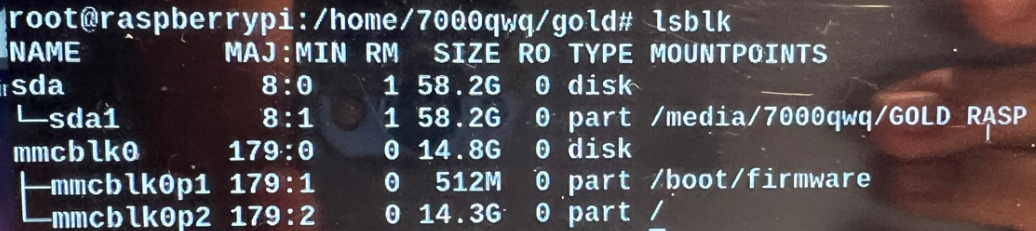 root@raspberrypi:/home/7000qwq/gold# lsblk
NAME        MAJ:MIN RM  SIZE RO TYPE MOUNTPOINTS
sda           8:0    1 58.2G  0 disk
└─sda1        8:1    1 58.2G  0 part /media/7000qwq/GOLD RASP
mmcblk0     179:0    0 14.8G  0 disk
├─mmcblk0p1 179:1    0  512M  0 part /boot/firmware
└─mmcblk0p2 179:2    0 14.3G  0 part /